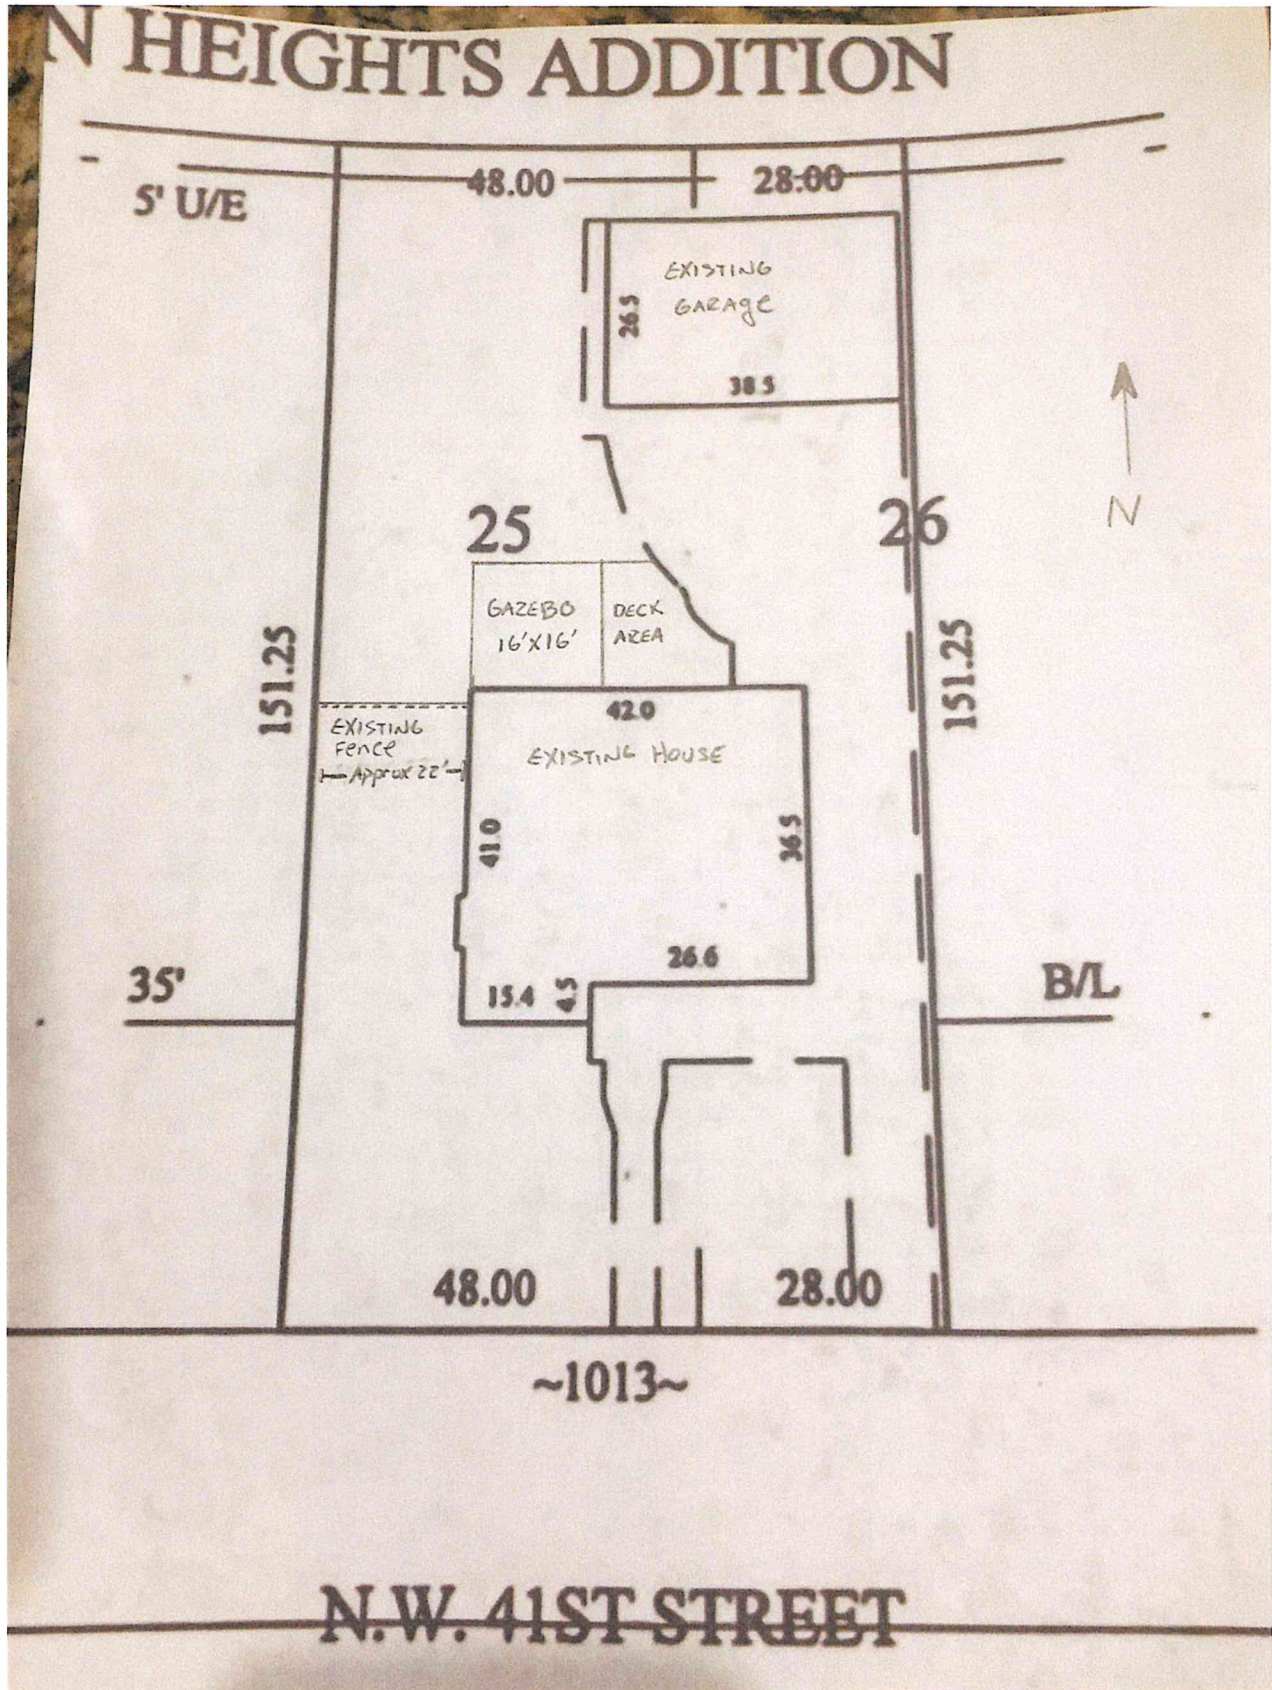 N HEIGHTS ADDITION
48.00
28.00
5' U/E
EXISTING
GARAGE
26.5
38.5
N
25
26
GAZEBO
16'X16'
DECK
AREA
151.25
151.25
42.0
EXISTING
Fence
Approx 22'
EXISTING HOUSE
41.0
36.5
26.6
35'
15.4
4.5
B/L
48.00
28.00
~1013~
N.W. 41ST STREET